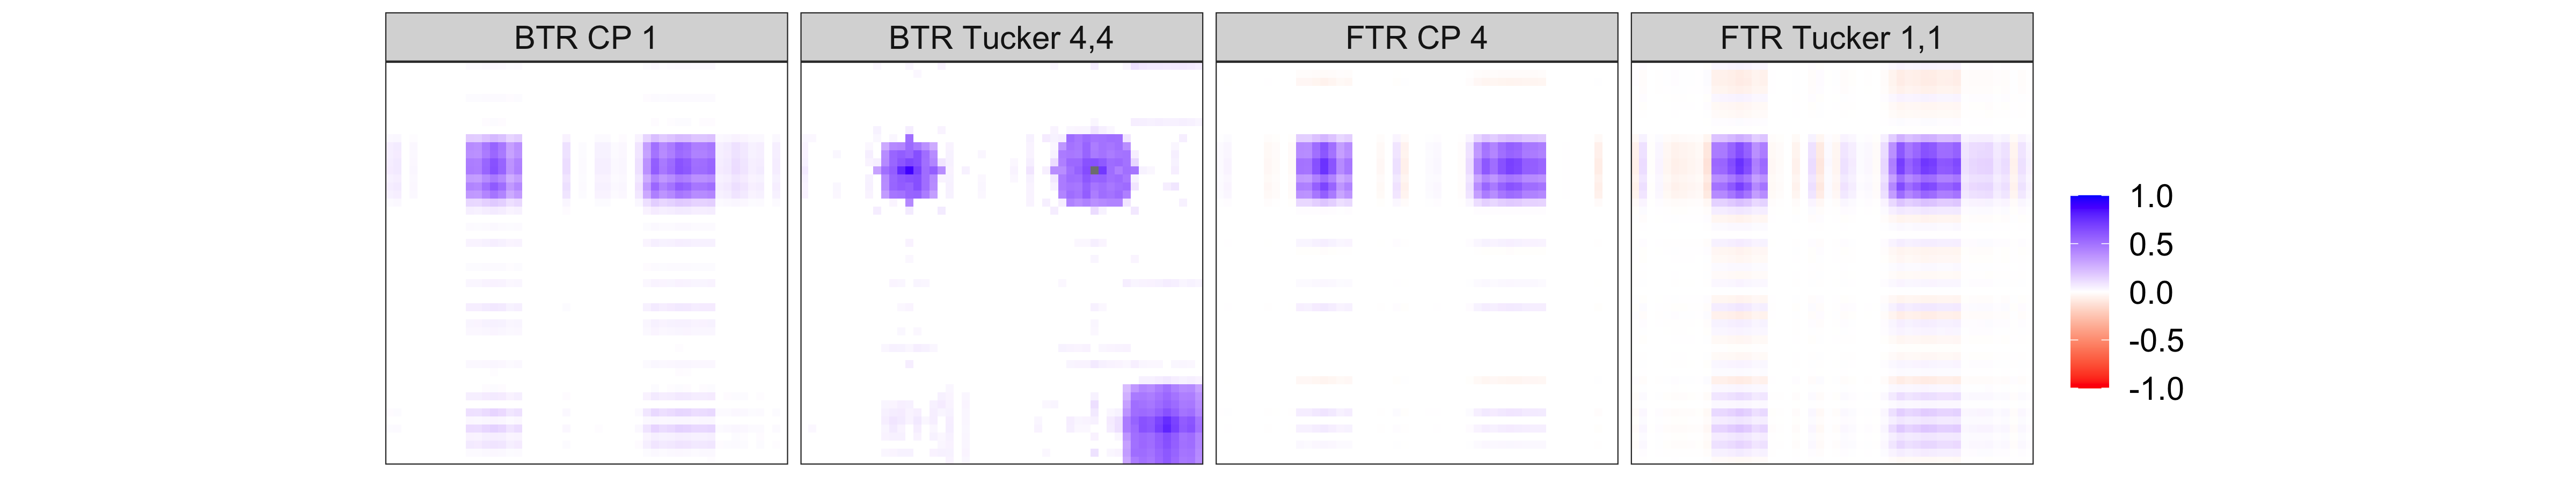 BTR CP 1
BTR Tucker 4,4
FTR CP 4
FTR Tucker 1,1
1.0
0.5
0.0
-0.5
-1.0